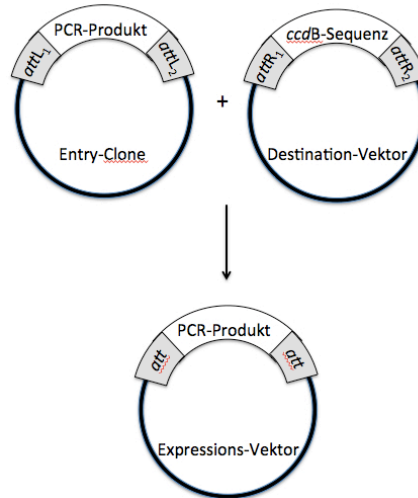 attL1
PCR-Produkt
attL2
Entry-Clone
+
attR1
ccdB-Sequenz
attR2
Destination-Vektor
att
PCR-Produkt
att
Expressions-Vektor